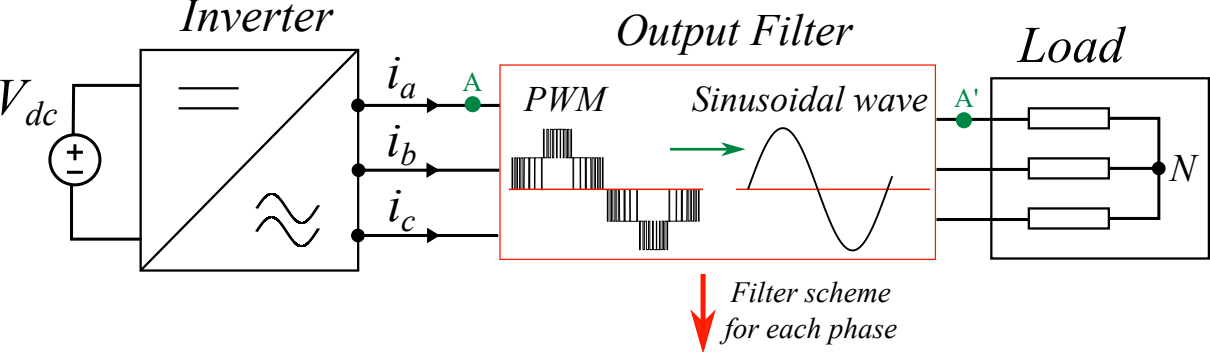 Inverter
Output Filter
Load
V_dc
+
−
i_a
i_b
i_c
A
PWM
Sinusoidal wave
A'
N
Filter scheme
for each phase